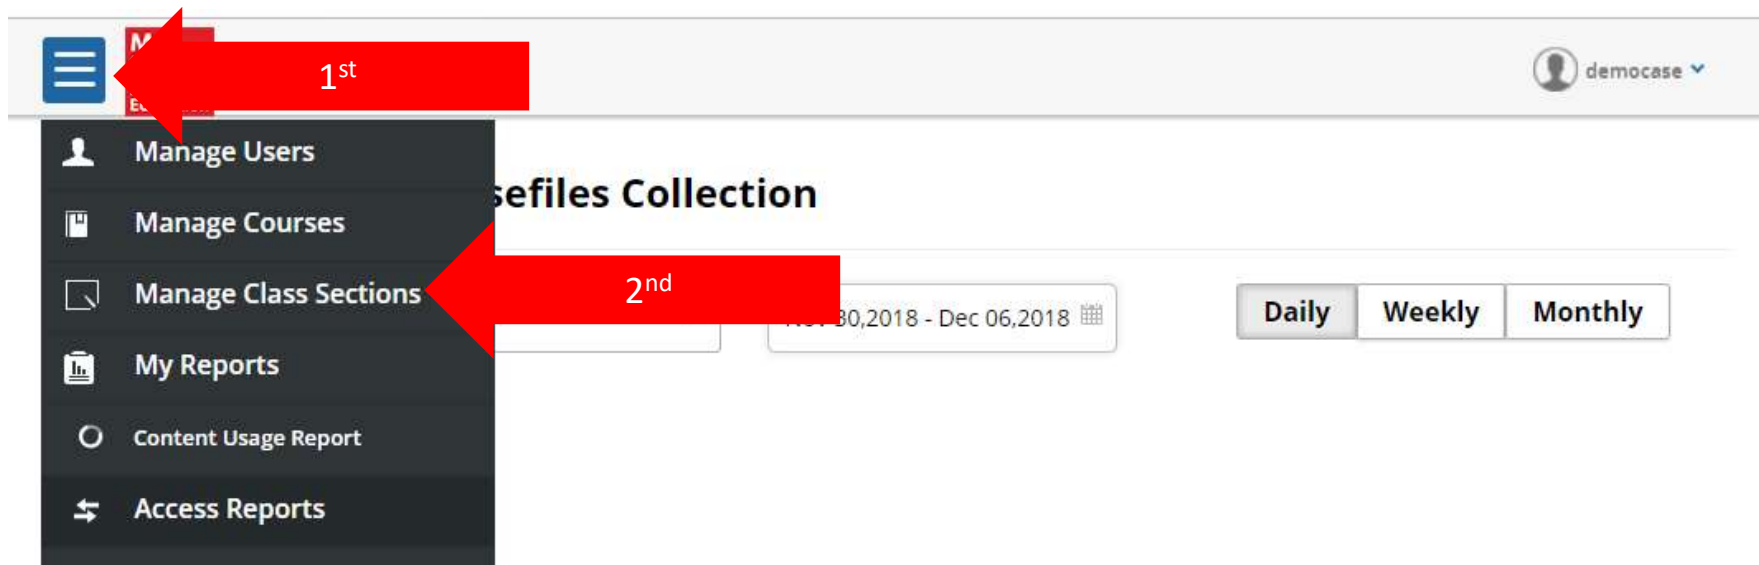 1st
democase
Manage Users
sefiles Collection
Manage Courses
Manage Class Sections
2nd
30,2018 - Dec 06,2018
Daily
Weekly
Monthly
My Reports
Content Usage Report
Access Reports